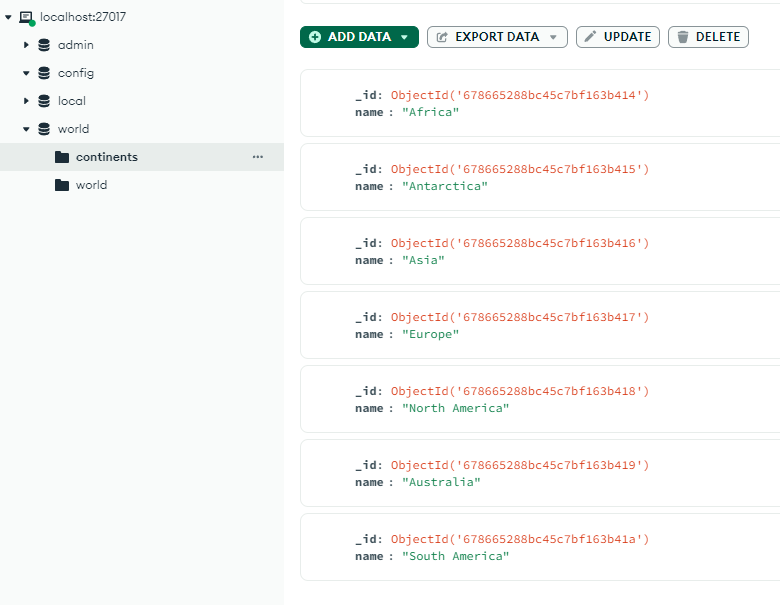 localhost:27017
admin
config
local
world
continents
world
ADD DATA
EXPORT DATA
UPDATE
DELETE
_id: ObjectId('678665288bc45c7bf163b414')
name : "Africa"
_id: ObjectId('678665288bc45c7bf163b415')
name : "Antarctica"
_id: ObjectId('678665288bc45c7bf163b416')
name : "Asia"
_id: ObjectId('678665288bc45c7bf163b417')
name : "Europe"
_id: ObjectId('678665288bc45c7bf163b418')
name : "North America"
_id: ObjectId('678665288bc45c7bf163b419')
name : "Australia"
_id: ObjectId('678665288bc45c7bf163b41a')
name : "South America"